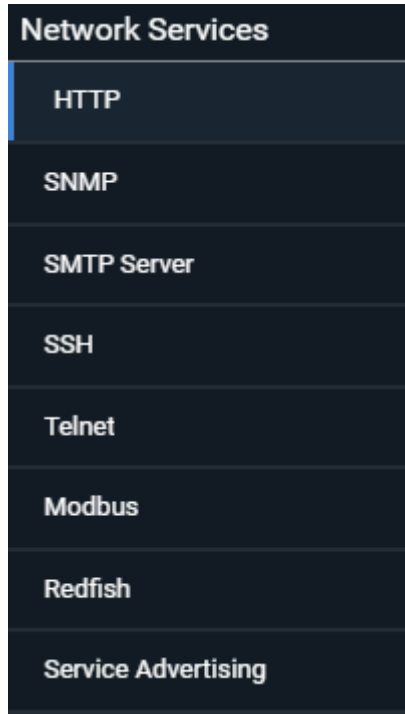 Network Services
HTTP
SNMP
SMTP Server
SSH
Telnet
Modbus
Redfish
Service Advertising